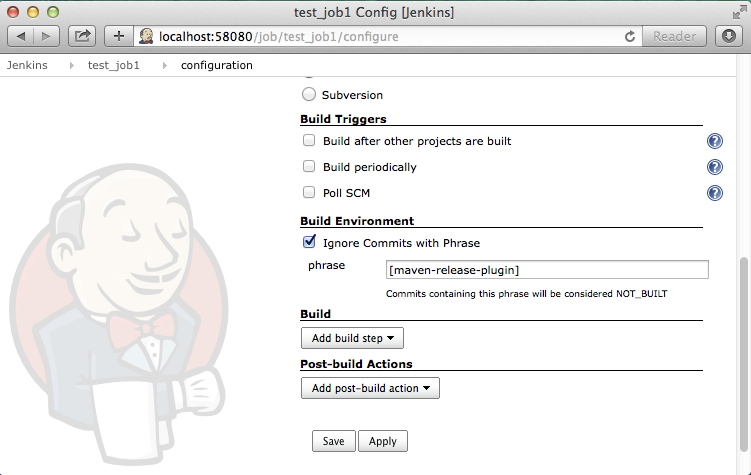 test_job1 Config [Jenkins]
localhost:58080/job/test_job1/configure
Reader
Jenkins
test_job1
configuration
Subversion
Build Triggers
Build after other projects are built
?
Build periodically
?
Poll SCM
?
Build Environment
Ignore Commits with Phrase
phrase
[maven-release-plugin]
Commits containing this phrase will be considered NOT_BUILT
Build
Add build step
Post-build Actions
Add post-build action
Save
Apply